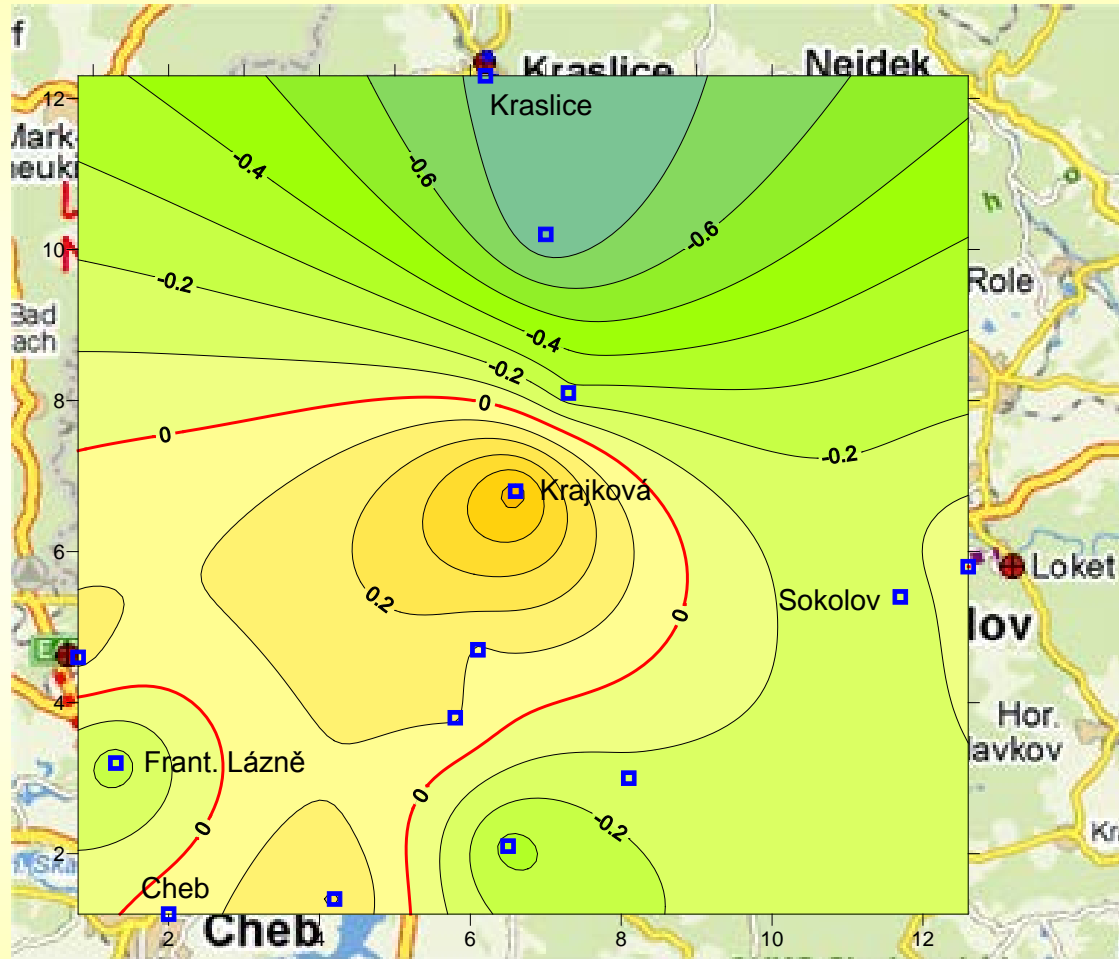 f
Kraslice
Nejdek
12
Kraslice
Mark-
neuki
-0.4
-0.6
-0.6
h
10
-0.2
Role
Bad
ach
-0.4
-0.2
8
0
0
-0.2
Krajková
6
Loket
Sokolov
0.2
0
lov
E
4
Hor.
lavkov
Frant. Lázně
0
-0.2
0
Kr
2
Cheb
Cheb
2
4
6
8
10
12